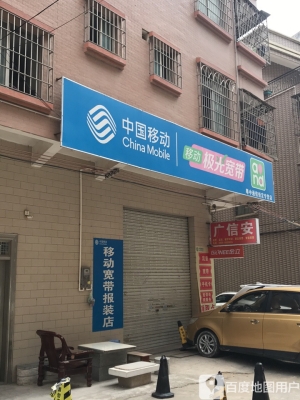 中国移动
China Mobile
移动
极光宽带
and
广信安
移动宽带报装店
百度地图用户